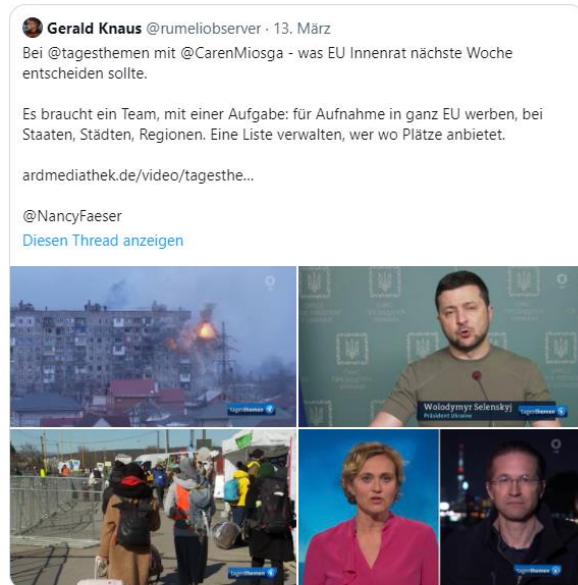 Gerald Knaus @rumeliobserver · 13. März
Bei @tagesthemen mit @CarenMiosga - was EU Innenrat nächste Woche
entscheiden sollte.
Es braucht ein Team, mit einer Aufgabe: für Aufnahme in ganz EU werben, bei
Staaten, Städten, Regionen. Eine Liste verwalten, wer wo Plätze anbietet.
ardmediathek.de/video/tagesthe...
@NancyFaeser
Diesen Thread anzeigen
tagesthemen
Wolodymyr Selenskyj
Präsident Ukraine
tagesthemen
tagesthemen
tagesthemen